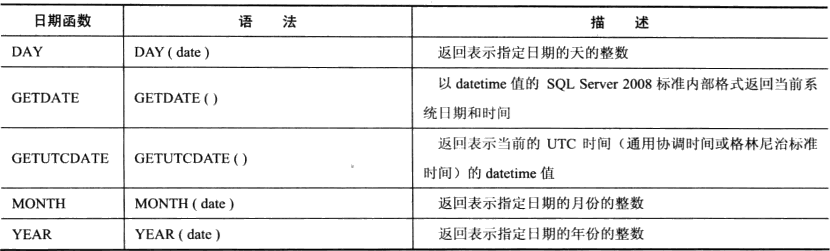 日期函数 语 法 描 述
DAY DAY ( date ) 返回表示指定日期的天的整数
GETDATE GETDATE ( ) 以 datetime 值的 SQL Server 2008 标准内部格式返回当前系
统日期和时间
GETUTCDATE GETUTCDATE ( ) 返回表示当前的 UTC 时间（通用协调时间或格林尼治标准
时间）的 datetime 值
MONTH MONTH ( date ) 返回表示指定日期的月份的整数
YEAR YEAR ( date ) 返回表示指定日期的年份的整数